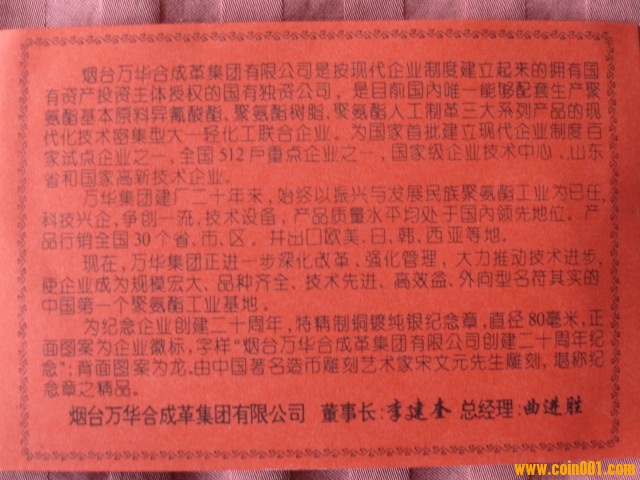 烟台万华合成革集团有限公司是按现代企业制度建立起来的拥有国
有资产投资主体授权的国有独资公司，是目前国内唯一能够配套生产聚
氨酯基本原料异氰酸酯、聚氨酯树脂、聚氨酯人工制革三大系列产品的现
代化技术密集型大一轻化工联合企业。为国家首批建立现代企业制度百
家试点企业之一，全国512户重点企业之一，国家级企业技术中心、山东
省和国家高新技术企业。
万华集团建厂二十年来，始终以振兴与发展民族聚氨酯工业为已任
科技兴企，争创一流，技术设备，产品质量水平均处于国内领先地位。产
品行销全国30个省、市、区。并出口欧美、日、韩、西亚等地。
现在，万华集团正进一步深化改革、强化管理，大力推动技术进步，
使企业成为规模宏大、品种齐全、技术先进、高效益、外向型名符其实的
中国第一个聚氨酯工业基地。
为纪念企业创建二十周年，特精制铜镀纯银纪念章，直径80毫米，正
面图案为企业徽标，字样“烟台万华合成革集团有限公司创建二十周年纪
念”；背面图案为龙、由中国著名造币雕刻艺术家宋文元先生雕刻，堪称纪
念章之精品。
烟台万华合成革集团有限公司 董事长：李建奎 总经理：曲进胜
www.coin001.com